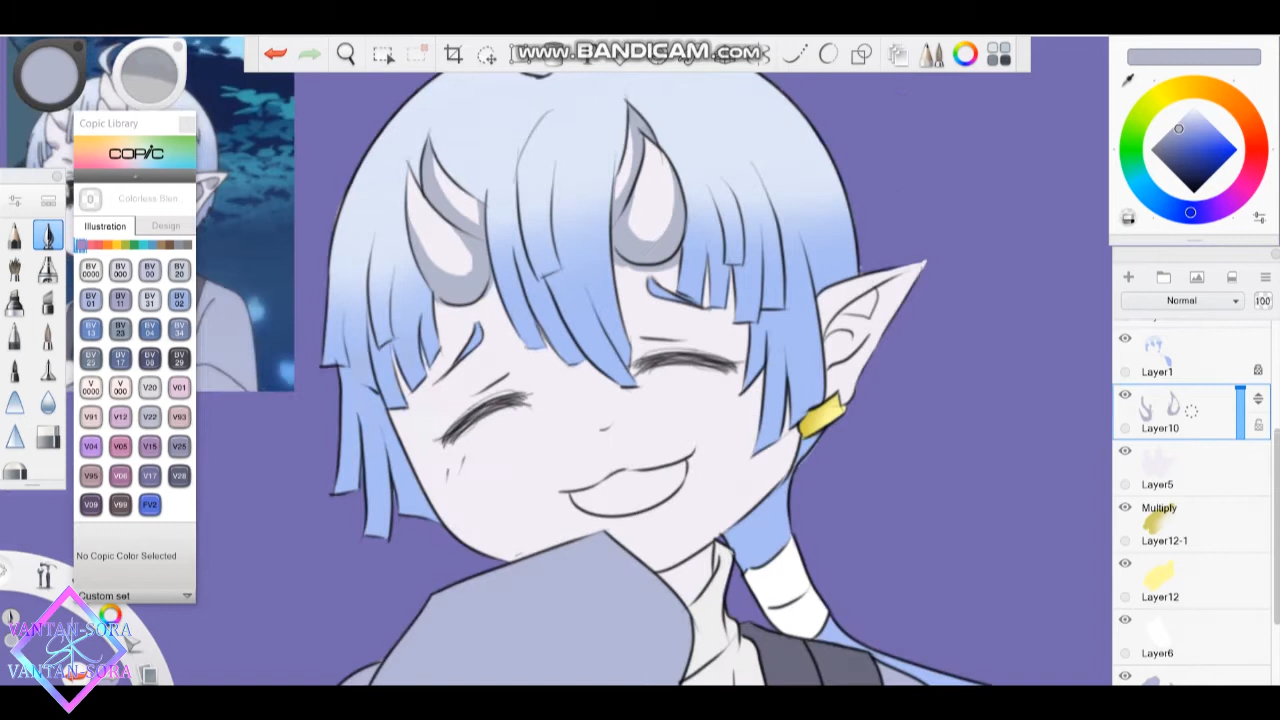 www.BANDICAM.com
Copic Library
COPIC
0
Colorless Blen
Illustration
Design
BV 0000
BV 000
BV 00
BV 20
BV 01
BV 11
BV 31
BV 02
BV 13
BV 23
BV 04
BV 34
BV 25
BV 17
BV 08
BV 29
V 0000
V 000
V20
V01
V91
V12
V22
V93
V04
V05
V15
V25
V95
V06
V17
V28
V09
V99
FV2
No Copic Color Selected
Custom set
Normal
100
Layer1
Layer10
Layer5
Multiply
Layer12-1
Layer12
Layer6
VANTAN-SORA
VANTAN-SORA